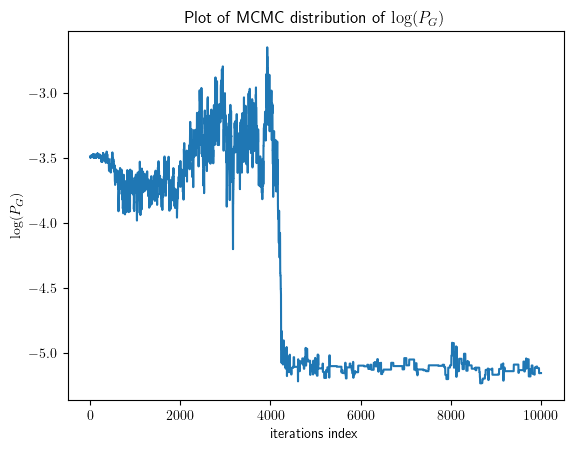 Plot of MCMC distribution of log(P_G)
−3.0
−3.5
−4.0
−4.5
−5.0
log(P_G)
0 2000 4000 6000 8000 10000
iterations index